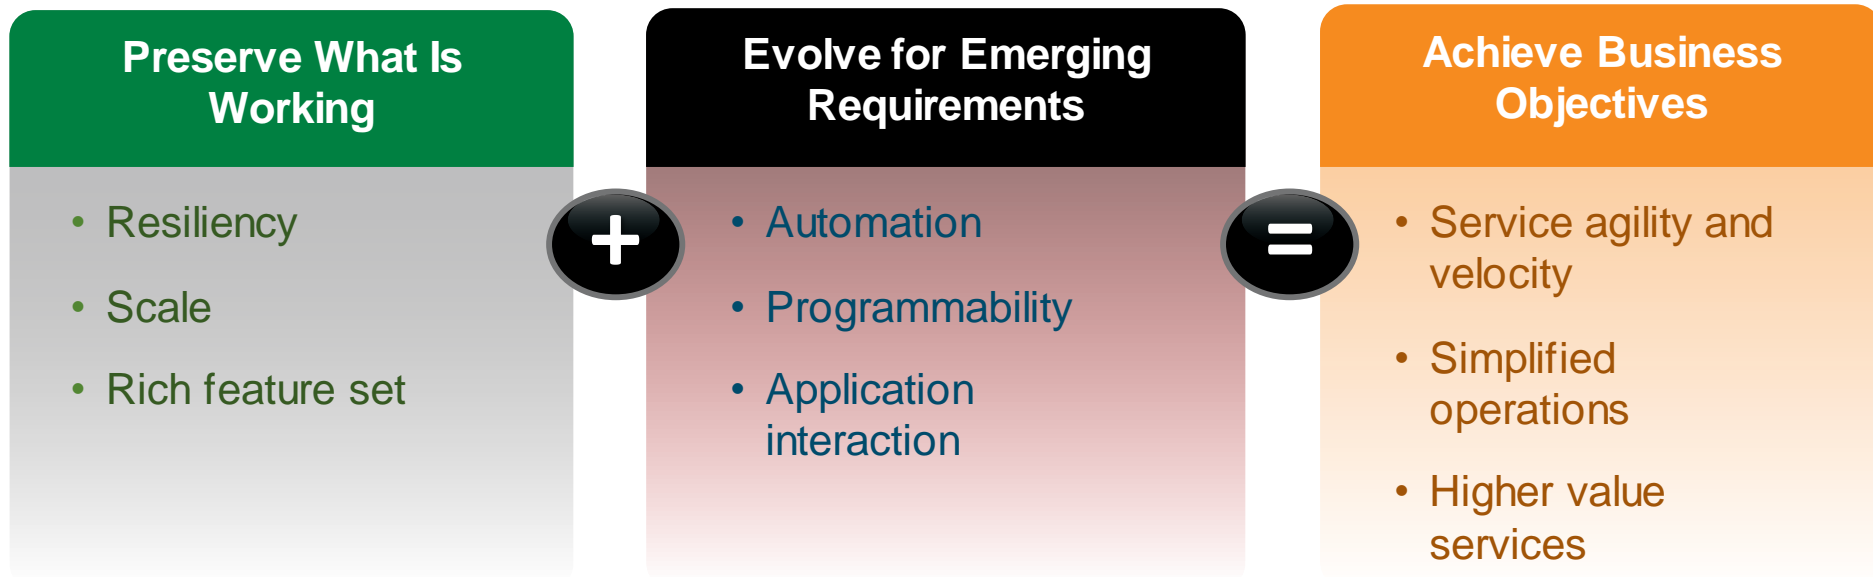 Preserve What Is
Working
• Resiliency
• Scale
• Rich feature set
+
Evolve for Emerging
Requirements
• Automation
• Programmability
• Application
interaction
=
Achieve Business
Objectives
• Service agility and
velocity
• Simplified
operations
• Higher value
services